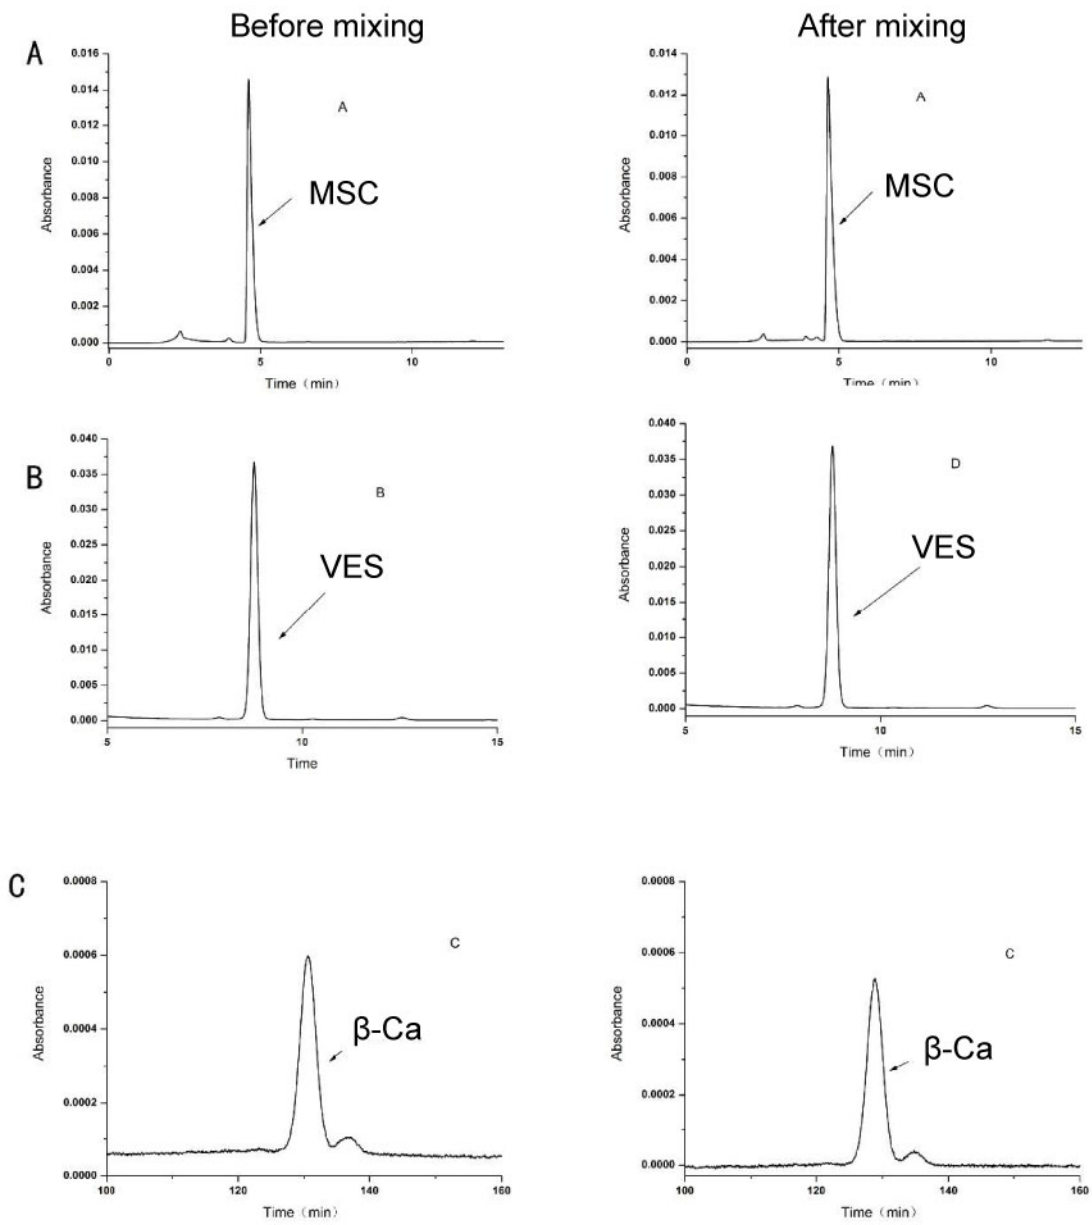 Before mixing
After mixing
A
0.016
0.014
0.012
0.010
0.008
0.006
0.004
0.002
0.000
Absorbance
A
MSC
0
5
10
Time（min）
0.014
0.012
0.010
0.008
0.006
0.004
0.002
0.000
Absorbance
A
MSC
0
5
10
Time（min）
B
0.040
0.035
0.030
0.025
0.020
0.015
0.010
0.005
0.000
Absorbance
B
VES
5
10
15
Time
0.040
0.035
0.030
0.025
0.020
0.015
0.010
0.005
0.000
Absorbance
D
VES
5
10
15
Time（min）
C
0.0008
0.0006
0.0004
0.0002
0.0000
Absorbance
C
β-Ca
100
120
140
160
Time（min）
0.0008
0.0006
0.0004
0.0002
0.0000
Absorbance
C
β-Ca
100
120
140
160
Time（min）